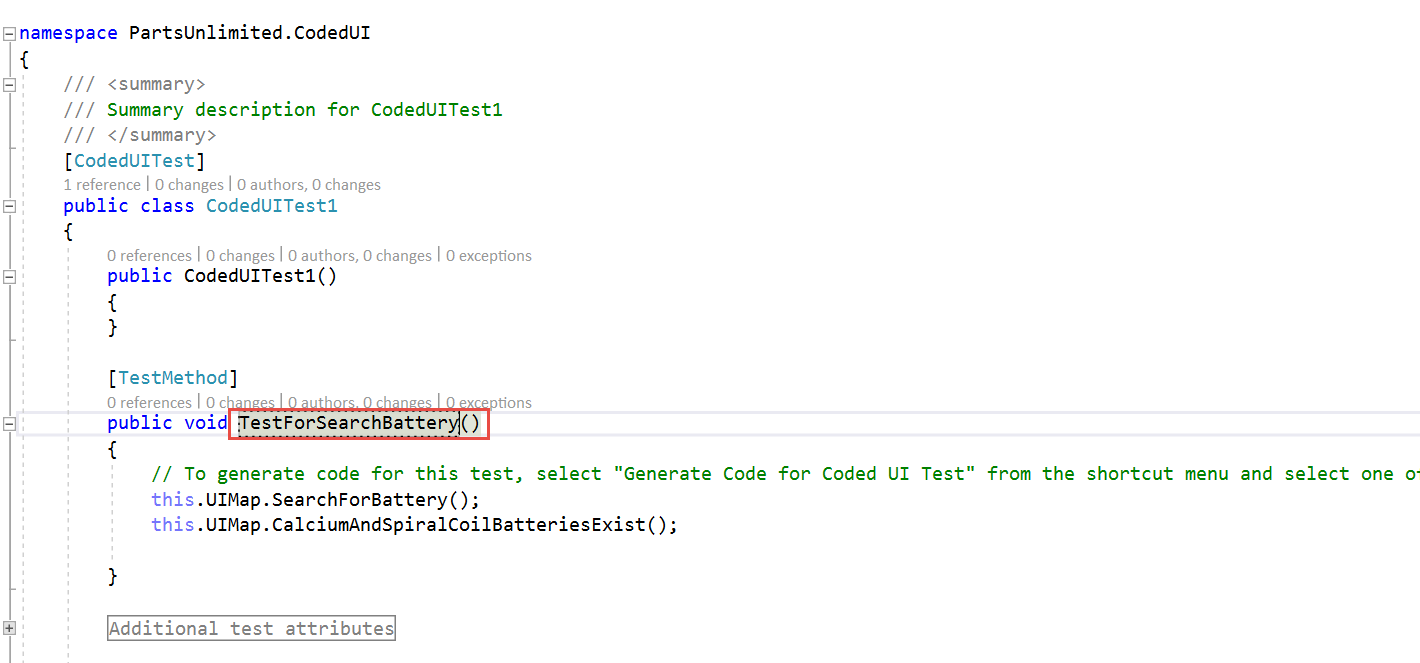 namespace PartsUnlimited.CodedUI
{
/// <summary>
/// Summary description for CodedUITest1
/// </summary>
[CodedUITest]
1 reference | 0 changes | 0 authors, 0 changes
public class CodedUITest1
{
0 references | 0 changes | 0 authors, 0 changes | 0 exceptions
public CodedUITest1()
{
}
[TestMethod]
0 references | 0 changes | 0 authors, 0 changes | 0 exceptions
public void TestForSearchBattery()
{
// To generate code for this test, select "Generate Code for Coded UI Test" from the shortcut menu and select one
this.UIMap.SearchForBattery();
this.UIMap.CalciumAndSpiralCoilBatteriesExist();
}
Additional test attributes